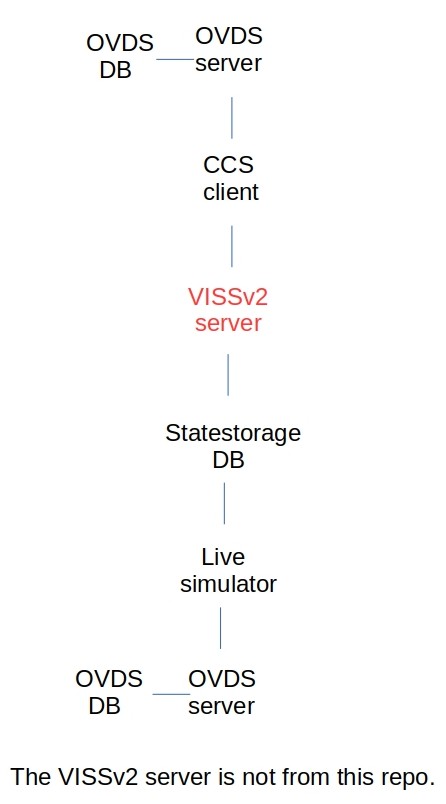 OVDS
DB
OVDS
server
CCS
client
VISSv2
server
Statestorage
DB
Live
simulator
OVDS
DB
OVDS
server
The VISSv2 server is not from this repo.